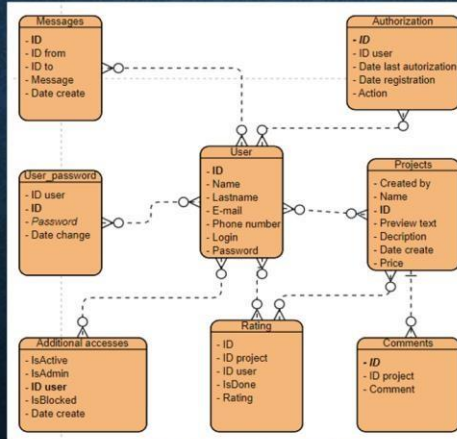 Messages
- ID
- ID from
- ID to
- Message
- Date create
Authorization
- ID
- ID user
- Date last autorization
- Date registration
- Action
User_password
- ID user
- ID
- Password
- Date change
User
- ID
- Name
- Lastname
- E-mail
- Phone number
- Login
- Password
Projects
- Created by
- Name
- ID
- Preview text
- Decription
- Date create
- Price
Additional accesses
- IsActive
- IsAdmin
- ID user
- IsBlocked
- Date create
Rating
- ID
- ID project
- ID user
- IsDone
- Rating
Comments
- ID
- ID project
- Comment